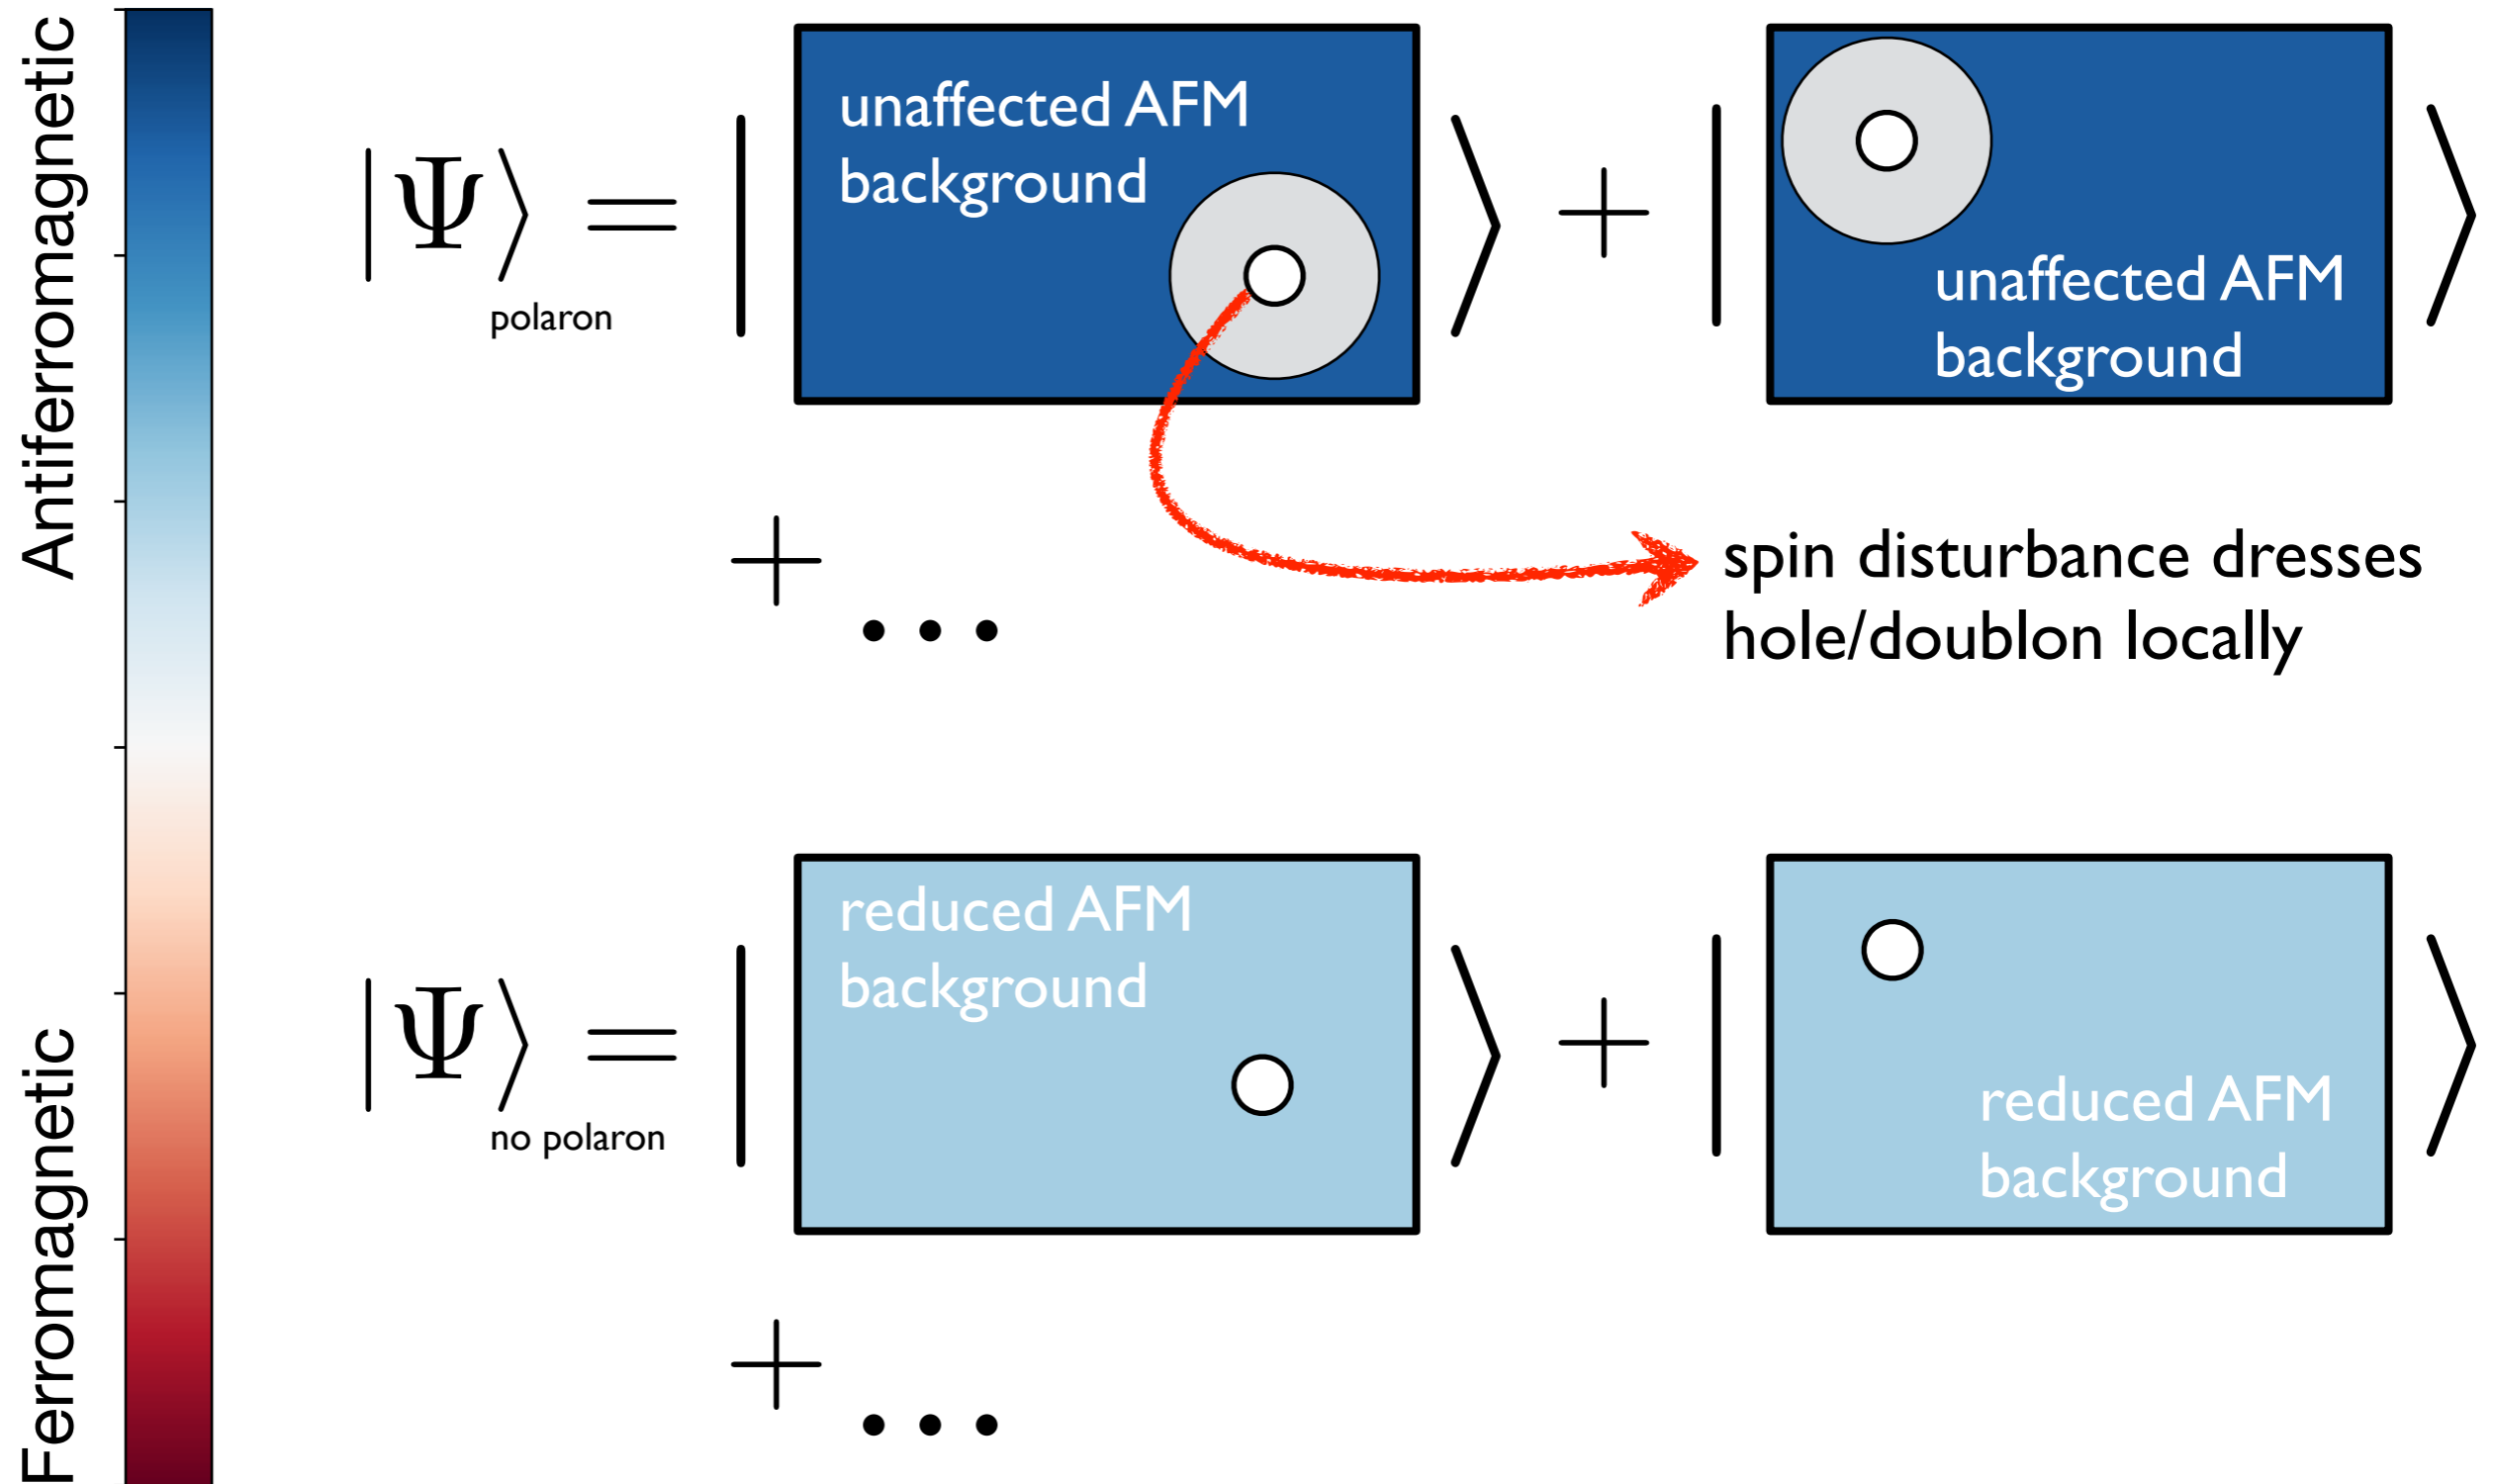 Antiferromagnetic
Ferromagnetic
|Ψ⟩ = | ⟩ + | ⟩
polaron
unaffected AFM
background
unaffected AFM
background
+ ...
spin disturbance dresses
hole/doublon locally
|Ψ⟩ = | ⟩ + | ⟩
no polaron
reduced AFM
background
reduced AFM
background
+ ...